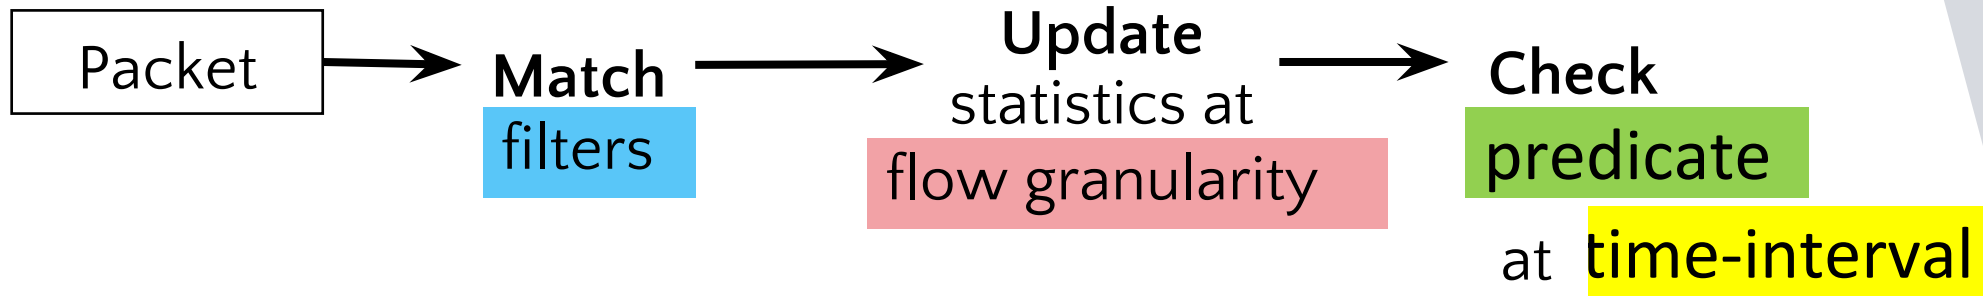 Packet
Match
filters
Update
statistics at
flow granularity
Check
predicate
at time-interval